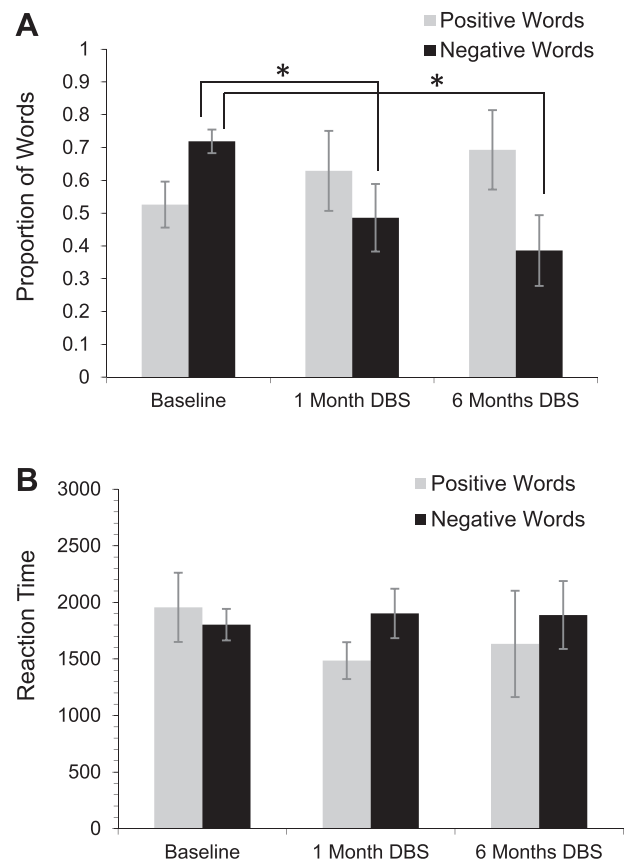 A
Positive Words
Negative Words
Proportion of Words
1
0.9
0.8
0.7
0.6
0.5
0.4
0.3
0.2
0.1
0
*
*
Baseline
1 Month DBS
6 Months DBS
B
Positive Words
Negative Words
Reaction Time
3000
2500
2000
1500
1000
500
0
Baseline
1 Month DBS
6 Months DBS